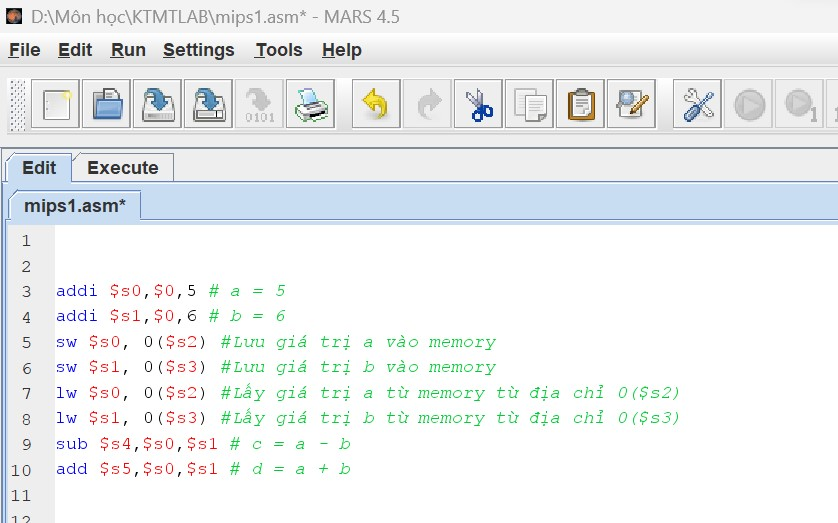 D:\Môn học\KTMTLAB\mips1.asm* - MARS 4.5
File Edit Run Settings Tools Help
0101 1
Edit Execute
mips1.asm*
1
2
3 addi $s0,$0,5 # a = 5
4 addi $s1,$0,6 # b = 6
5 sw $s0, 0($s2) #Lưu giá trị a vào memory
6 sw $s1, 0($s3) #Lưu giá trị b vào memory
7 lw $s0, 0($s2) #Lấy giá trị a từ memory từ địa chỉ 0($s2)
8 lw $s1, 0($s3) #Lấy giá trị b từ memory từ địa chỉ 0($s3)
9 sub $s4,$s0,$s1 # c = a - b
10 add $s5,$s0,$s1 # d = a + b
11
12